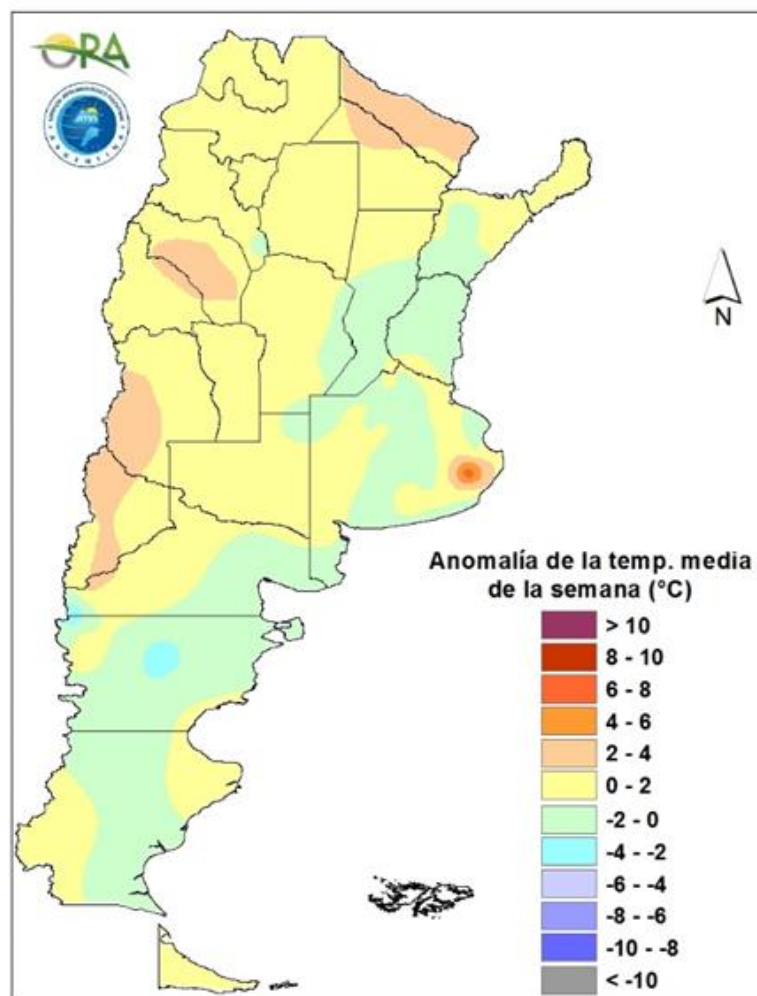 ORA
N
Anomalía de la temp. media
de la semana (°C)
> 10
8 - 10
6 - 8
4 - 6
2 - 4
0 - 2
-2 - 0
-4 - -2
-6 - -4
-8 - -6
-10 - -8
< -10